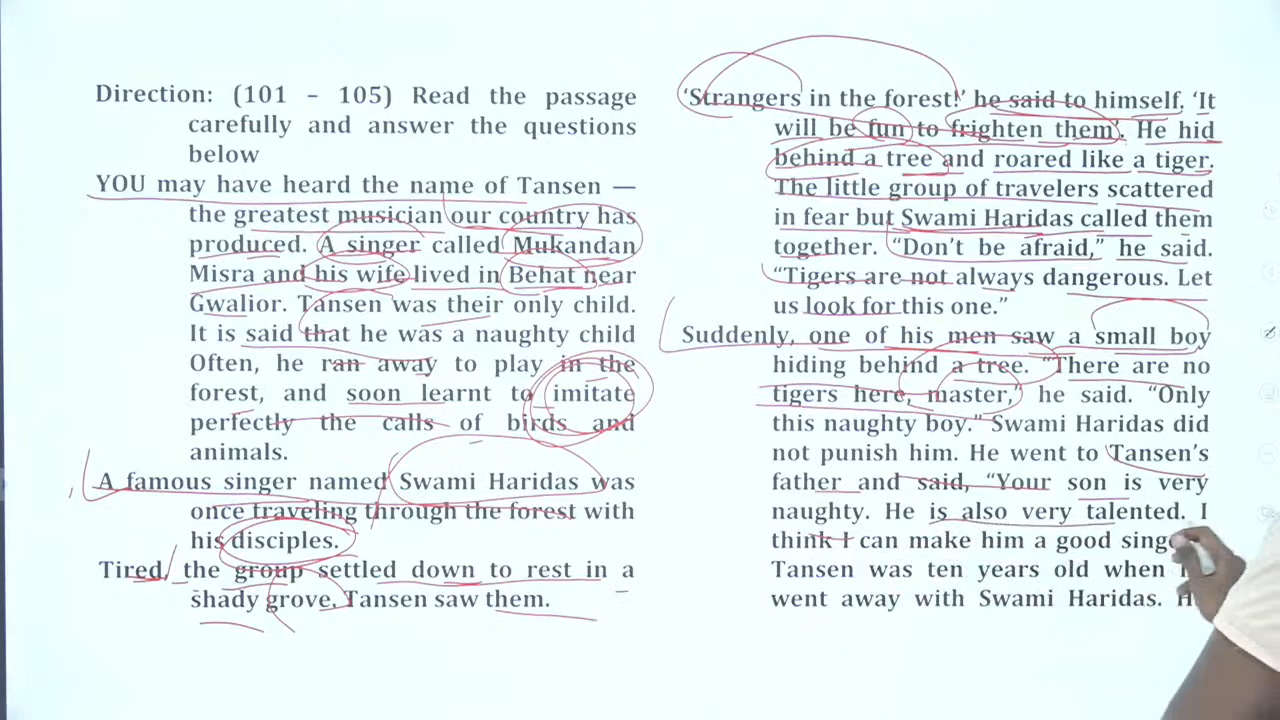 Direction: (101 – 105) Read the passage
carefully and answer the questions
below
YOU may have heard the name of Tansen —
the greatest musician our country has
produced. A singer called Mukandan
Misra and his wife lived in Behat near
Gwalior. Tansen was their only child.
It is said that he was a naughty child
Often, he ran away to play in the
forest, and soon learnt to imitate
perfectly the calls of birds and
animals.
A famous singer named Swami Haridas was
once traveling through the forest with
his disciples.
Tired, the group settled down to rest in a
shady grove. Tansen saw them.
‘Strangers in the forest!’ he said to himself. ‘It
will be fun to frighten them’. He hid
behind a tree and roared like a tiger.
The little group of travelers scattered
in fear but Swami Haridas called them
together. “Don’t be afraid,” he said.
“Tigers are not always dangerous. Let
us look for this one.”
Suddenly, one of his men saw a small boy
hiding behind a tree. “There are no
tigers here, master,” he said. “Only
this naughty boy.” Swami Haridas did
not punish him. He went to Tansen’s
father and said, “Your son is very
naughty. He is also very talented. I
think I can make him a good
Tansen was ten years old when
went away with Swami Haridas.